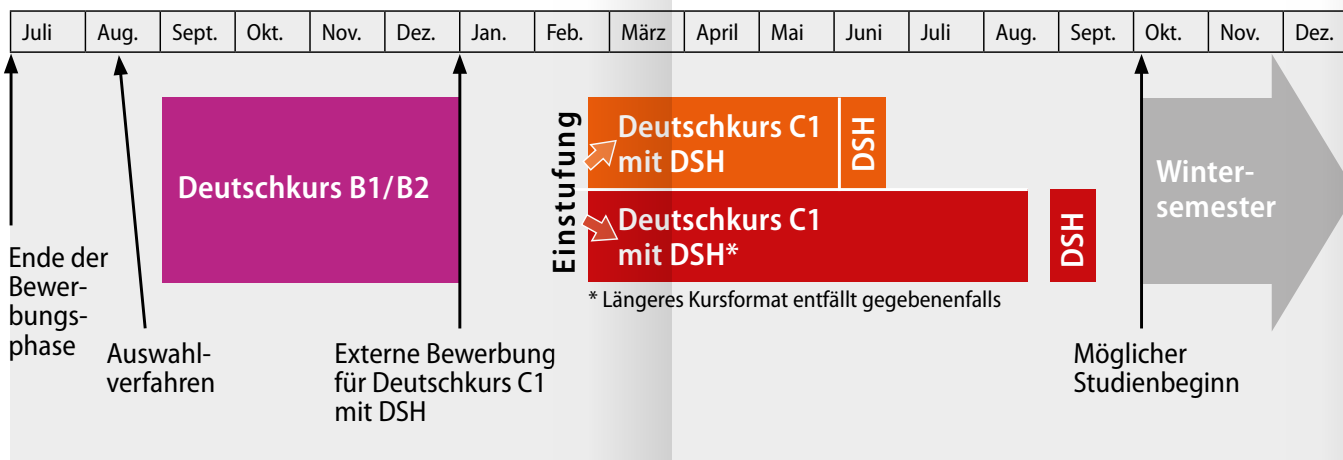 Juli Aug. Sept. Okt. Nov. Dez. Jan. Feb. März April Mai Juni Juli Aug. Sept. Okt. Nov. Dez.
Deutschkurs B1/B2
Einstufung
Deutschkurs C1
mit DSH
DSH
Deutschkurs C1
mit DSH*
DSH
* Längeres Kursformat entfällt gegebenenfalls
Winter-
semester
Ende der
Bewer-
bungs-
phase
Auswahl-
verfahren
Externe Bewerbung
für Deutschkurs C1
mit DSH
Möglicher
Studienbeginn